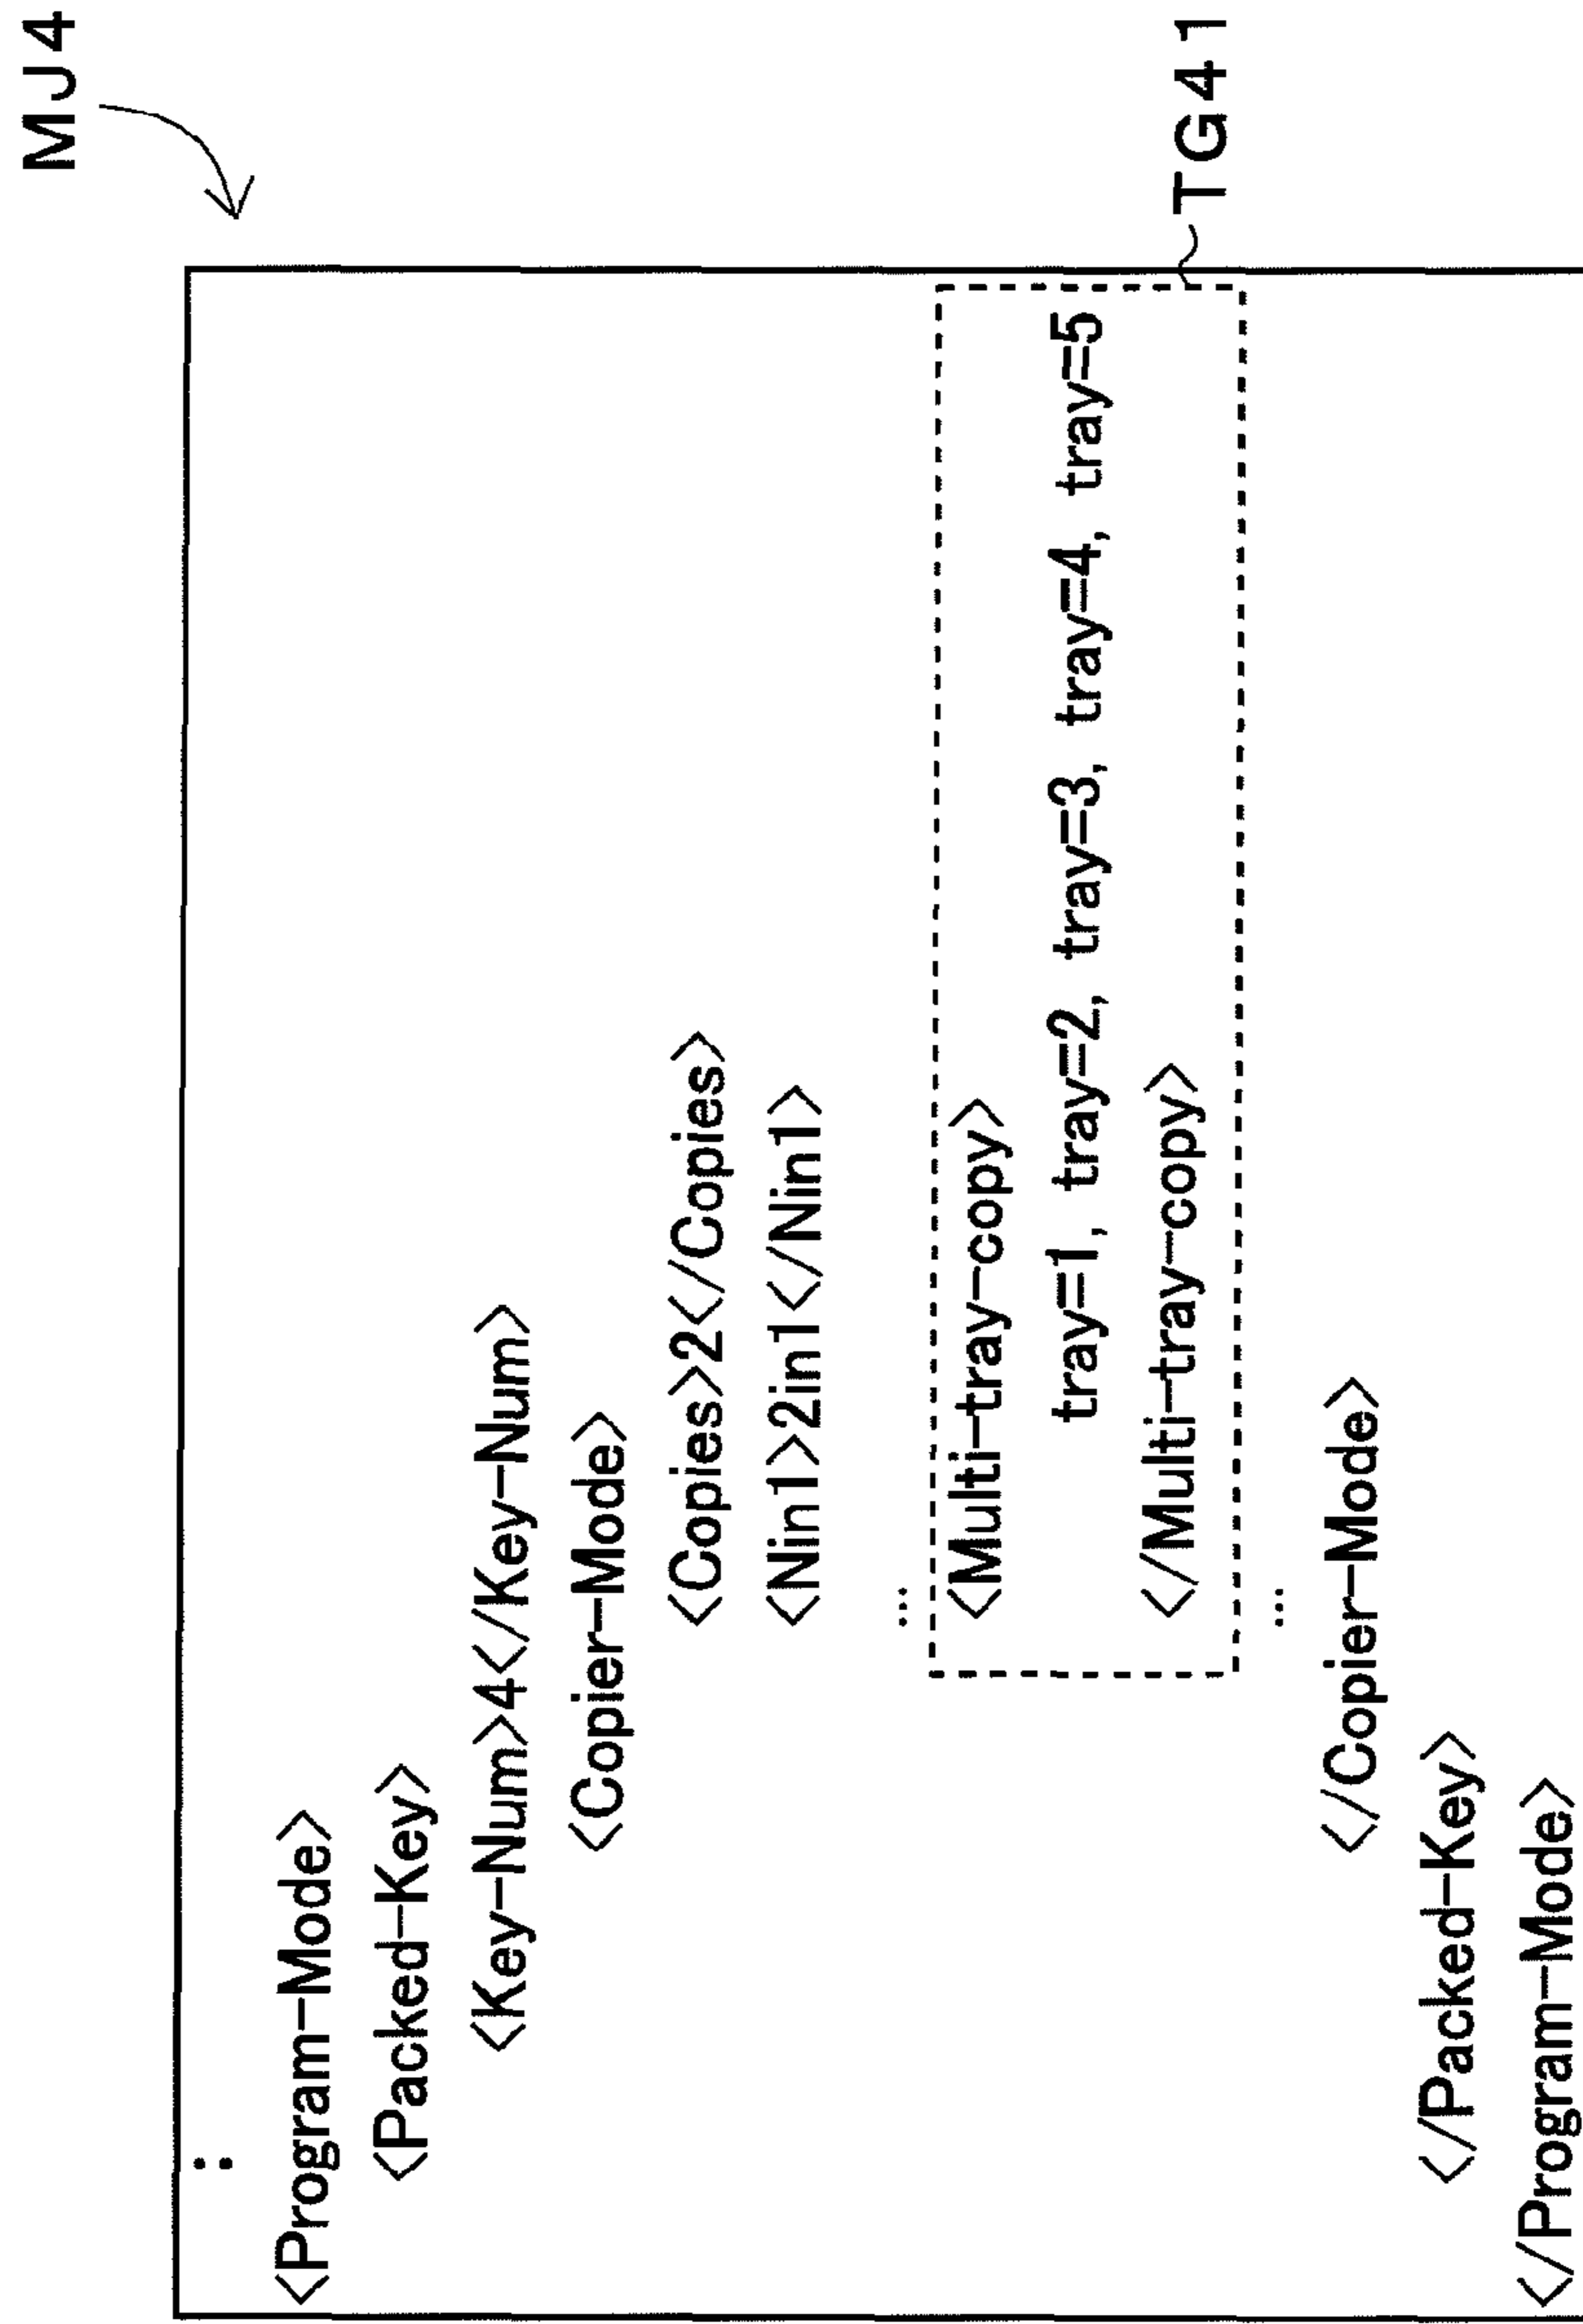 MJ4
:
<Program-Mode>
<Packed-Key>
<Key-Num>4</Key-Num>
<Copier-Mode>
<Copies>2</Copies>
<Nin1>2in1</Nin1>
...
<Multi-tray-copy>
tray=1, tray=2, tray=3, tray=4, tray=5
</Multi-tray-copy>
TG41
...
</Copier-Mode>
</Packed-Key>
</Program-Mode>